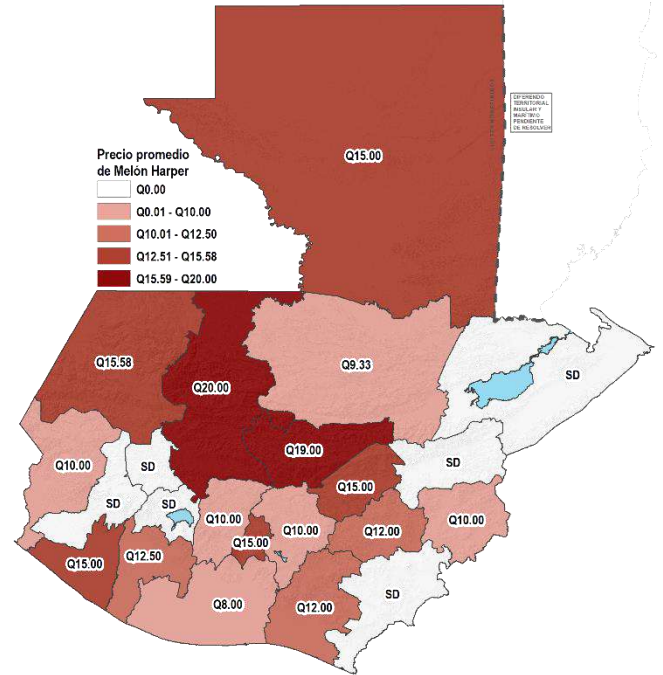 DIFERENDO
TERRITORIAL
INSULAR Y
MARÍTIMO
PENDIENTE
DE RESOLVER
Q15.00
Precio promedio
de Melón Harper
Q0.00
Q0.01 - Q10.00
Q10.01 - Q12.50
Q12.51 - Q15.58
Q15.59 - Q20.00
Q15.58
Q9.33
SD
Q20.00
Q19.00
SD
Q10.00
SD
Q15.00
SD
SD
Q10.00
Q10.00
Q10.00
Q12.00
Q15.00
Q12.50
Q15.00
SD
Q8.00
Q12.00